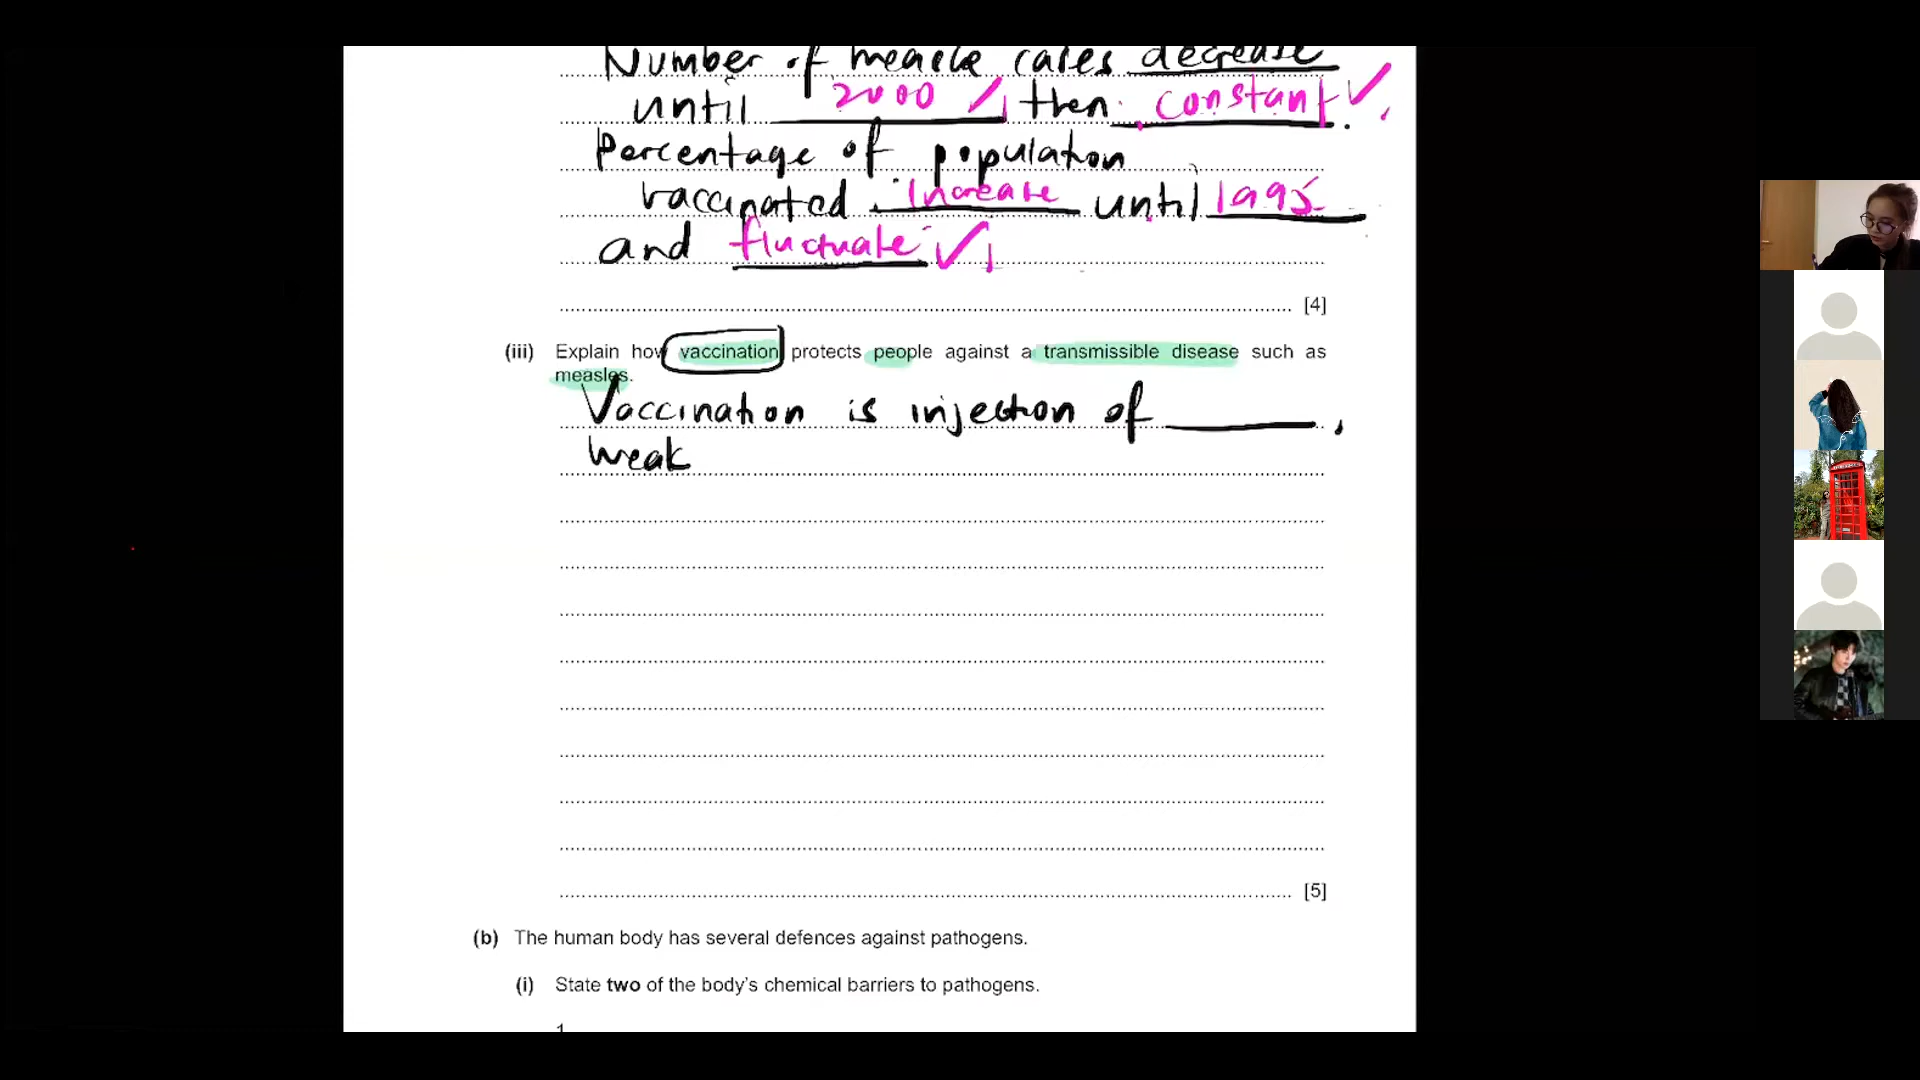 Number of measle cases decrease
until 2000 then constant.
Percentage of population
vaccinated increase until 1995
and fluctuate
[4]
(iii) Explain how vaccination protects people against a transmissible disease such as
measles.
Vaccination is injection of
weak
[5]
(b) The human body has several defences against pathogens.
(i) State two of the body's chemical barriers to pathogens.
1